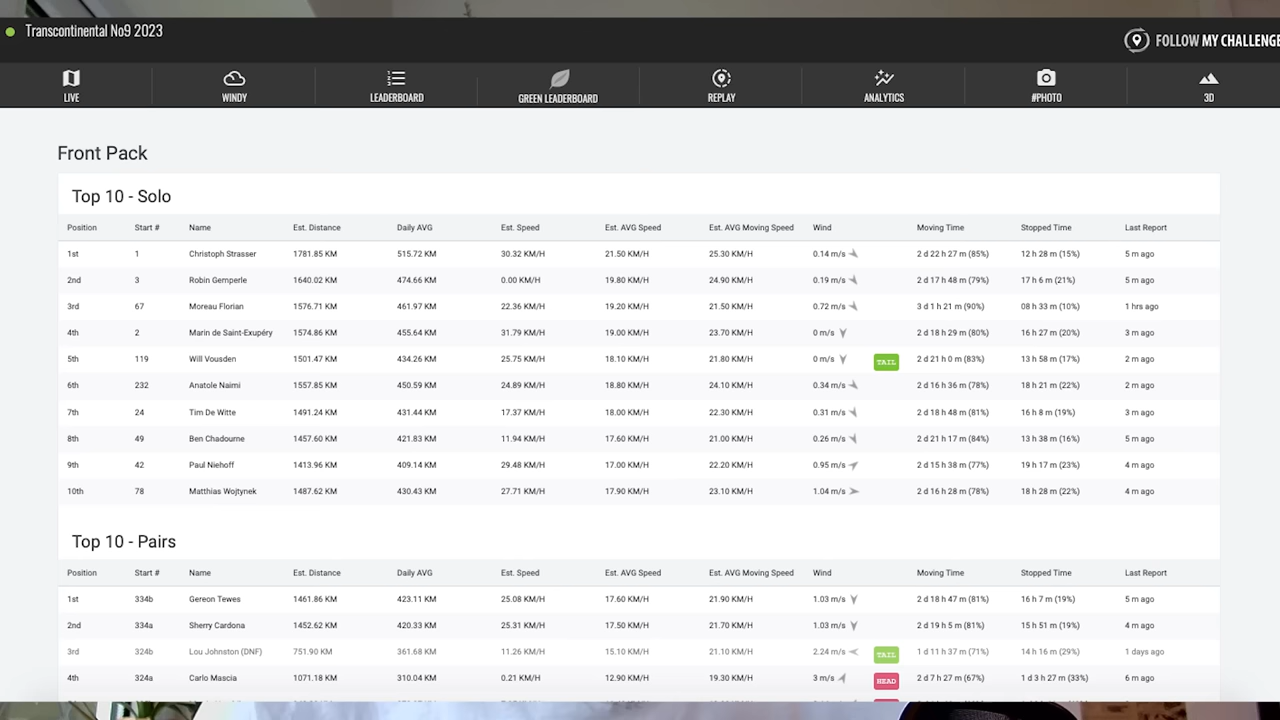 Transcontinental No9 2023
FOLLOW MY CHALLENGE
LIVE WINDY LEADERBOARD GREEN LEADERBOARD REPLAY ANALYTICS #PHOTO 3D
Front Pack
Top 10 - Solo
Position Start # Name Est. Distance Daily AVG Est. Speed Est. AVG Speed Est. AVG Moving Speed Wind Moving Time Stopped Time Last Report
1st 1 Christoph Strasser 1781.85 KM 515.72 KM 30.32 KM/H 21.50 KM/H 25.30 KM/H 0.14 m/s 2 d 22 h 27 m (85%) 12 h 28 m (15%) 5 m ago
2nd 3 Robin Gemperle 1640.02 KM 474.66 KM 0.00 KM/H 19.80 KM/H 24.90 KM/H 0.19 m/s 2 d 17 h 48 m (79%) 17 h 6 m (21%) 5 m ago
3rd 67 Moreau Florian 1576.71 KM 461.97 KM 22.36 KM/H 19.20 KM/H 21.50 KM/H 0.72 m/s 3 d 1 h 21 m (90%) 08 h 33 m (10%) 1 hrs ago
4th 2 Marin de Saint-Exupéry 1574.86 KM 455.64 KM 31.79 KM/H 19.00 KM/H 23.70 KM/H 0 m/s 2 d 18 h 29 m (80%) 16 h 27 m (20%) 3 m ago
5th 119 Will Vousden 1501.47 KM 434.26 KM 25.75 KM/H 18.10 KM/H 21.80 KM/H 0 m/s TAIL 2 d 21 h 0 m (83%) 13 h 58 m (17%) 2 m ago
6th 232 Anatole Naimi 1557.85 KM 450.59 KM 24.89 KM/H 18.80 KM/H 24.10 KM/H 0.34 m/s 2 d 16 h 36 m (78%) 18 h 21 m (22%) 2 m ago
7th 24 Tim De Witte 1491.24 KM 431.44 KM 17.37 KM/H 18.00 KM/H 22.30 KM/H 0.31 m/s 2 d 18 h 48 m (81%) 16 h 8 m (19%) 3 m ago
8th 49 Ben Chadourne 1457.60 KM 421.83 KM 11.94 KM/H 17.60 KM/H 21.00 KM/H 0.26 m/s 2 d 21 h 17 m (84%) 13 h 38 m (16%) 5 m ago
9th 42 Paul Niehoff 1413.96 KM 409.14 KM 29.48 KM/H 17.00 KM/H 22.20 KM/H 0.95 m/s 2 d 15 h 38 m (77%) 19 h 17 m (23%) 4 m ago
10th 78 Matthias Wojtynek 1487.62 KM 430.43 KM 27.71 KM/H 17.90 KM/H 23.10 KM/H 1.04 m/s 2 d 16 h 28 m (78%) 18 h 28 m (22%) 4 m ago
Top 10 - Pairs
Position Start # Name Est. Distance Daily AVG Est. Speed Est. AVG Speed Est. AVG Moving Speed Wind Moving Time Stopped Time Last Report
1st 334b Gereon Tewes 1461.86 KM 423.11 KM 25.08 KM/H 17.60 KM/H 21.90 KM/H 1.03 m/s 2 d 18 h 47 m (81%) 16 h 7 m (19%) 5 m ago
2nd 334a Sherry Cardona 1452.62 KM 420.33 KM 25.31 KM/H 17.50 KM/H 21.70 KM/H 1.03 m/s 2 d 19 h 5 m (81%) 15 h 51 m (19%) 4 m ago
3rd 324b Lou Johnston (DNF) 751.90 KM 361.68 KM 11.26 KM/H 15.10 KM/H 21.10 KM/H 2.24 m/s TAIL 1 d 11 h 37 m (71%) 14 h 16 m (29%) 1 days ago
4th 324a Carlo Mascia 1071.18 KM 310.04 KM 0.21 KM/H 12.90 KM/H 19.30 KM/H 3 m/s HEAD 2 d 7 h 27 m (67%) 1 d 3 h 27 m (33%) 6 m ago